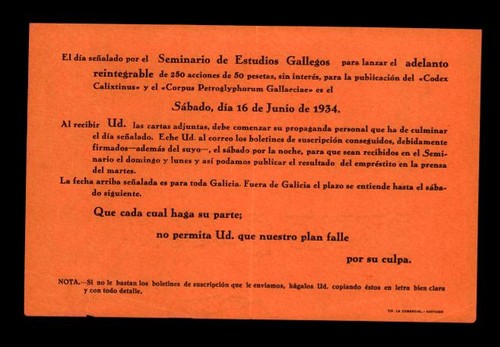 El día señalado por el Seminario de Estudios Gallegos para lanzar el adelanto
reintegrable de 250 acciones de 50 pesetas, sin interés, para la publicación del «Codex
Calixtinus» y el «Corpus Petroglyphorum Gallaeciae» es el
Sábado, día 16 de Junio de 1934.
Al recibir Ud. las cartas adjuntas, debe comenzar su propaganda personal que ha de culminar
el día señalado. Eche Ud. al correo los boletines de suscripción conseguidos, debidamente
firmados—además del suyo—, el sábado por la noche, para que sean recibidos en el Semi-
nario el domingo y lunes y así podamos publicar el resultado del empréstito en la prensa
del martes.
La fecha arriba señalada es para toda Galicia. Fuera de Galicia el plazo se entiende hasta el sába-
do siguiente.
Que cada cual haga su parte;
no permita Ud. que nuestro plan falle
por su culpa.
NOTA.—Si no le bastan los boletines de suscripción que le enviamos, hágalos Ud. copiando éstos en letra bien clara
y con todo detalle.
TIP. LA COMERCIAL.-SANTIAGO